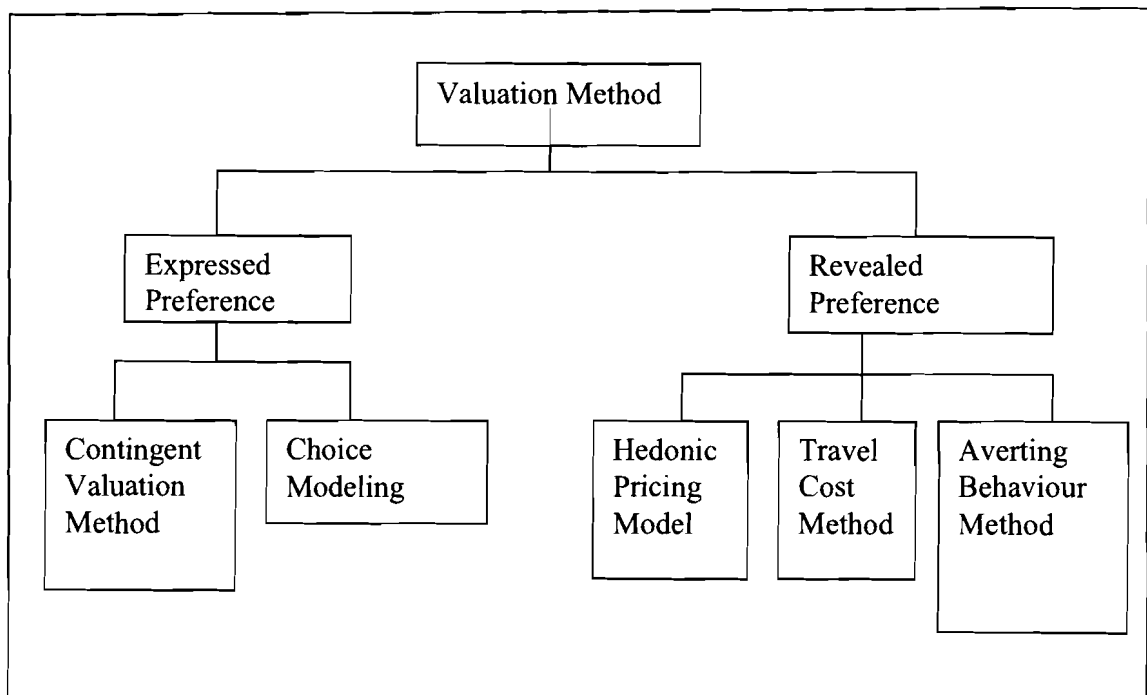 Valuation Method
Expressed
Preference
Revealed
Preference
Contingent
Valuation
Method
Choice
Modeling
Hedonic
Pricing
Model
Travel
Cost
Method
Averting
Behaviour
Method